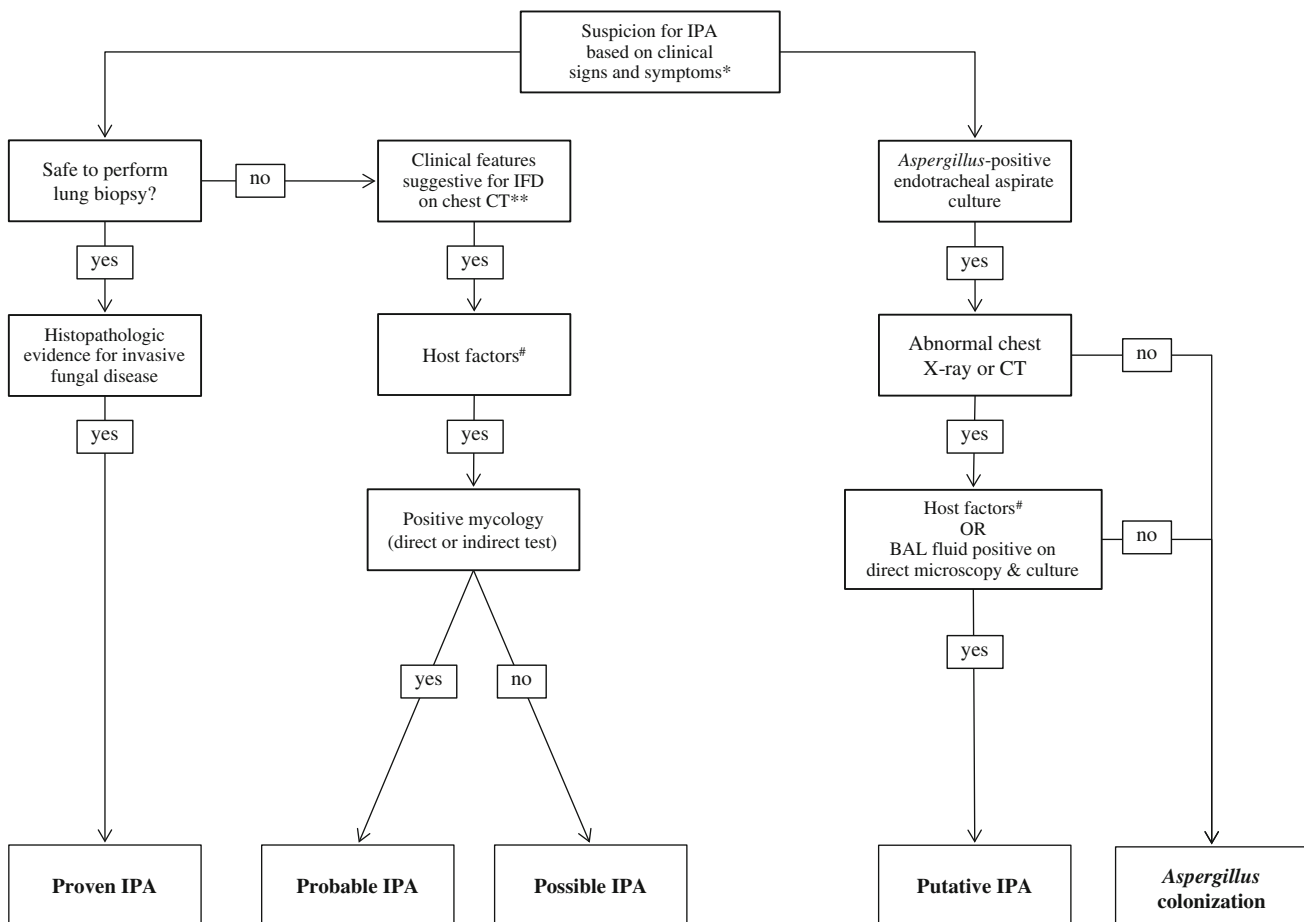 Suspicion for IPA
based on clinical
signs and symptoms*
Safe to perform
lung biopsy?
no
Clinical features
suggestive for IFD
on chest CT**
Aspergillus-positive
endotracheal aspirate
culture
yes
yes
yes
Histopathologic
evidence for invasive
fungal disease
Host factors#
Abnormal chest
X-ray or CT
no
yes
yes
yes
Positive mycology
(direct or indirect test)
Host factors#
OR
BAL fluid positive on
direct microscopy & culture
no
yes
no
yes
Proven IPA
Probable IPA
Possible IPA
Putative IPA
Aspergillus
colonization